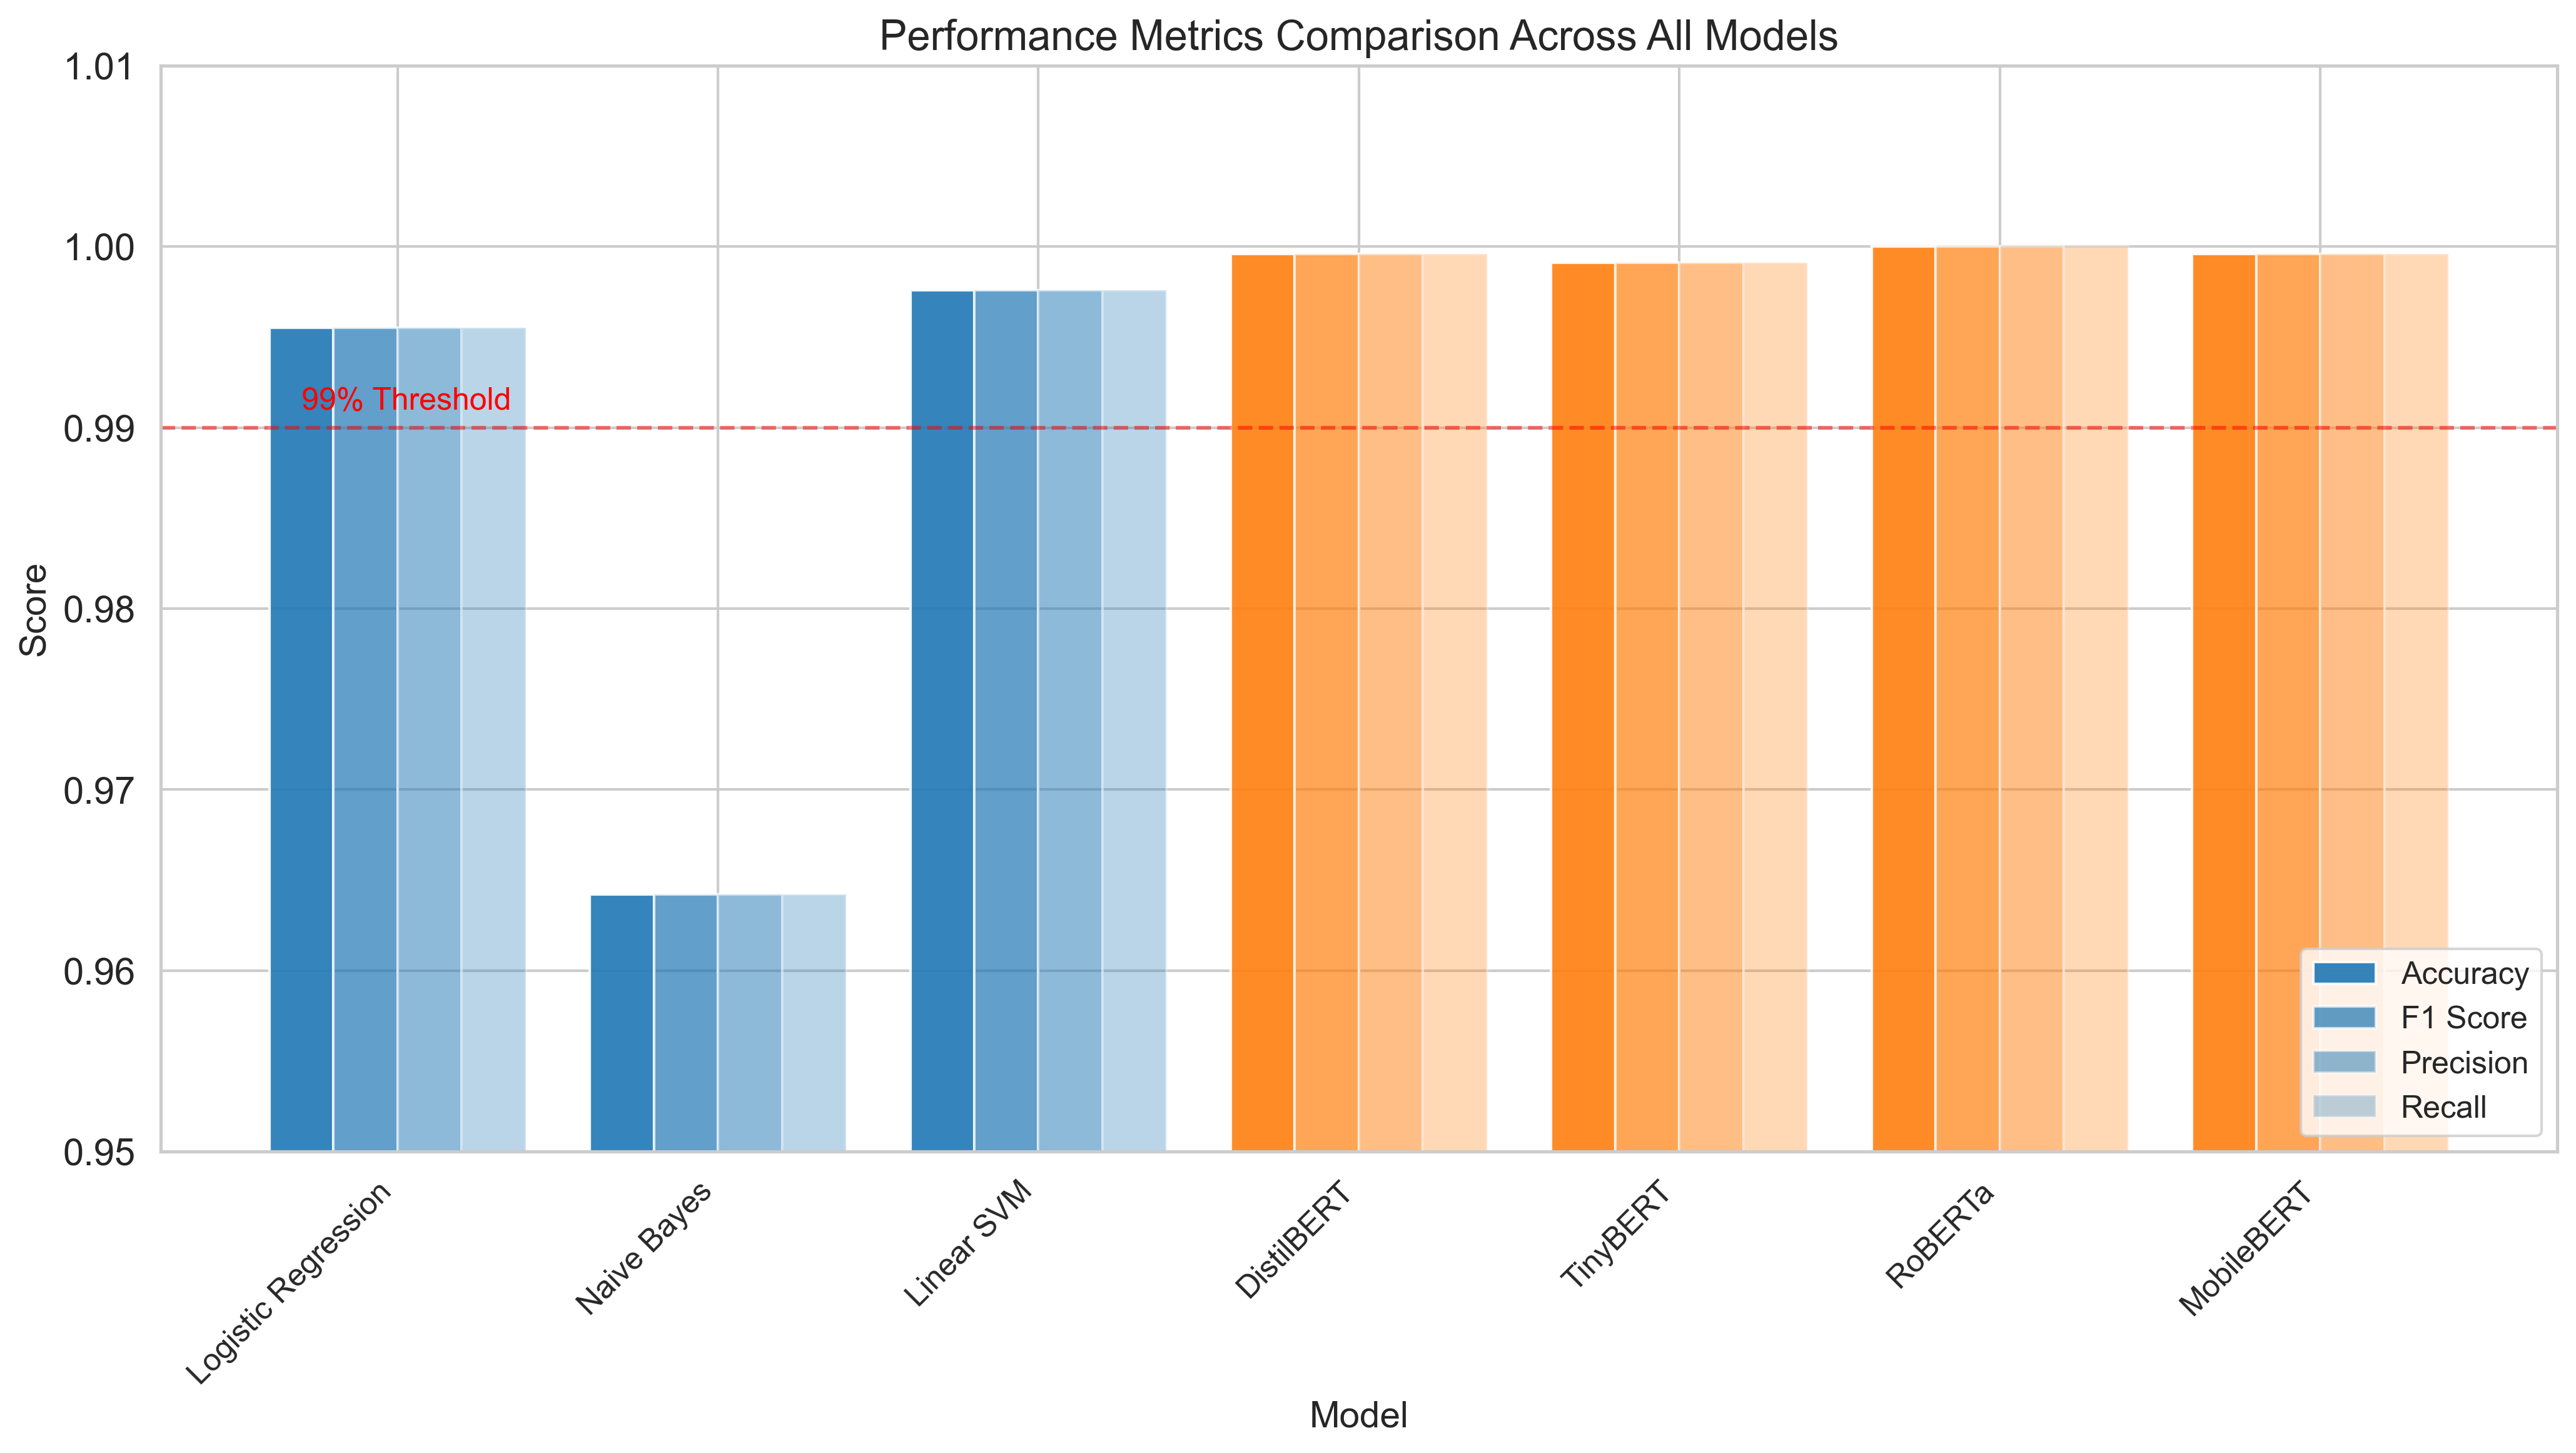 Performance Metrics Comparison Across All Models
1.01
1.00
0.99
0.98
0.97
0.96
0.95
Score
99% Threshold
Accuracy
F1 Score
Precision
Recall
Logistic Regression
Naive Bayes
Linear SVM
DistilBERT
TinyBERT
RoBERTa
MobileBERT
Model